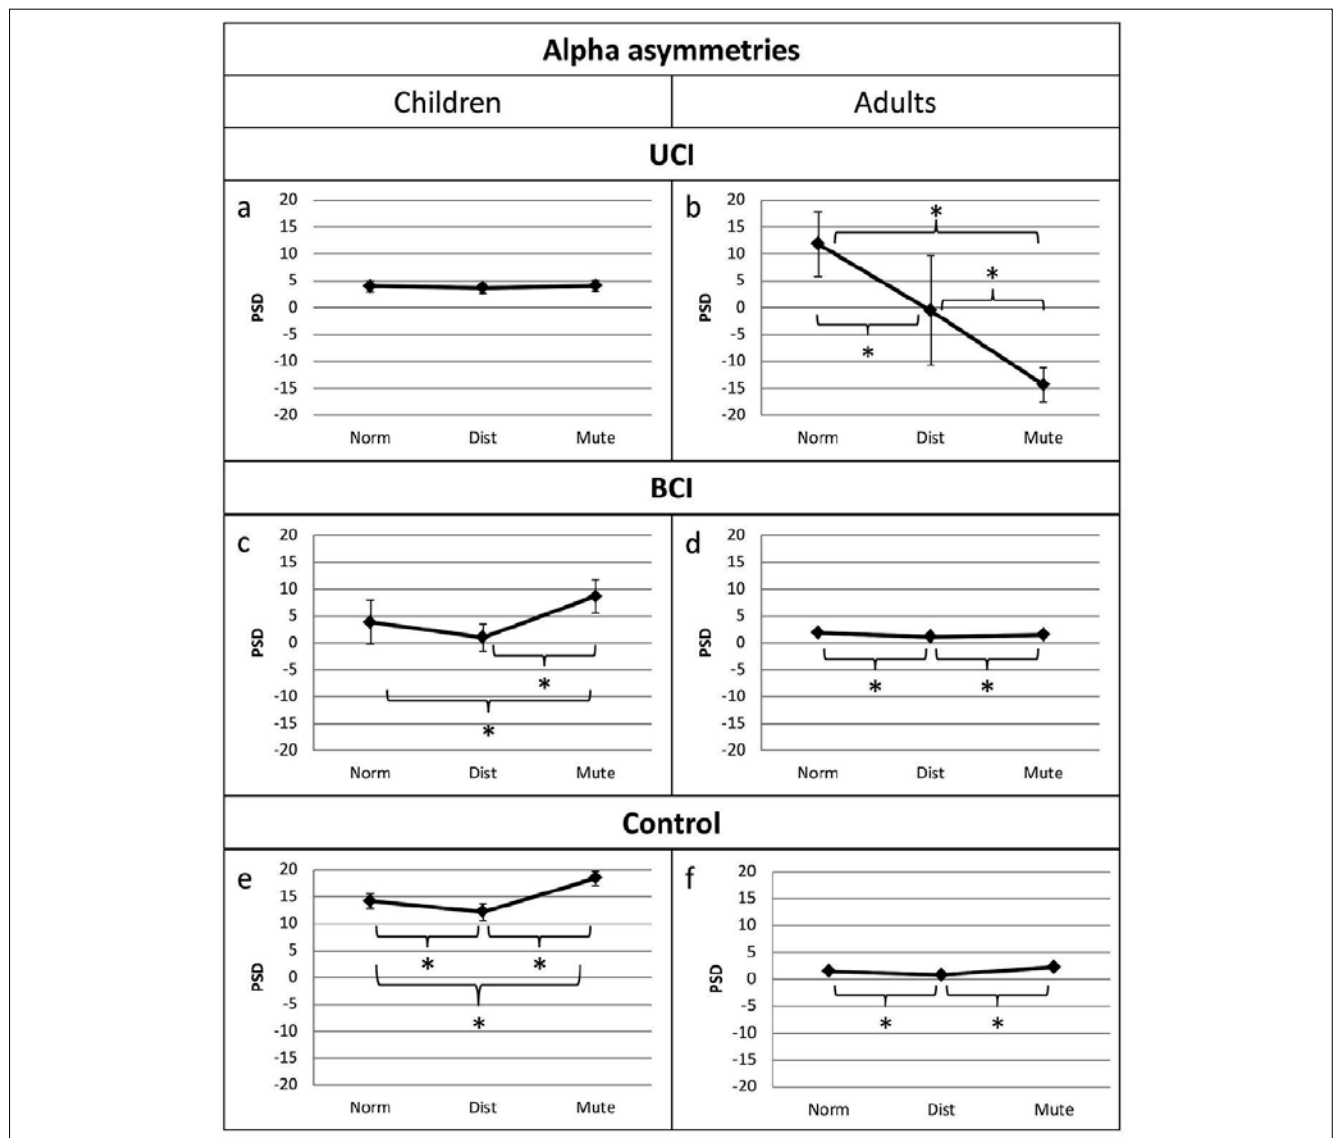 Alpha asymmetries
Children Adults
UCI
a b
20 20
15 15
10 10
5 5
0 0
-5 -5
-10 -10
-15 -15
-20 -20
PSD PSD
* * *
Norm Dist Mute Norm Dist Mute
BCI
c d
20 20
15 15
10 10
5 5
0 0
-5 -5
-10 -10
-15 -15
-20 -20
PSD PSD
* * * *
Norm Dist Mute Norm Dist Mute
Control
e f
20 20
15 15
10 10
5 5
0 0
-5 -5
-10 -10
-15 -15
-20 -20
PSD PSD
* * * * *
Norm Dist Mute Norm Dist Mute